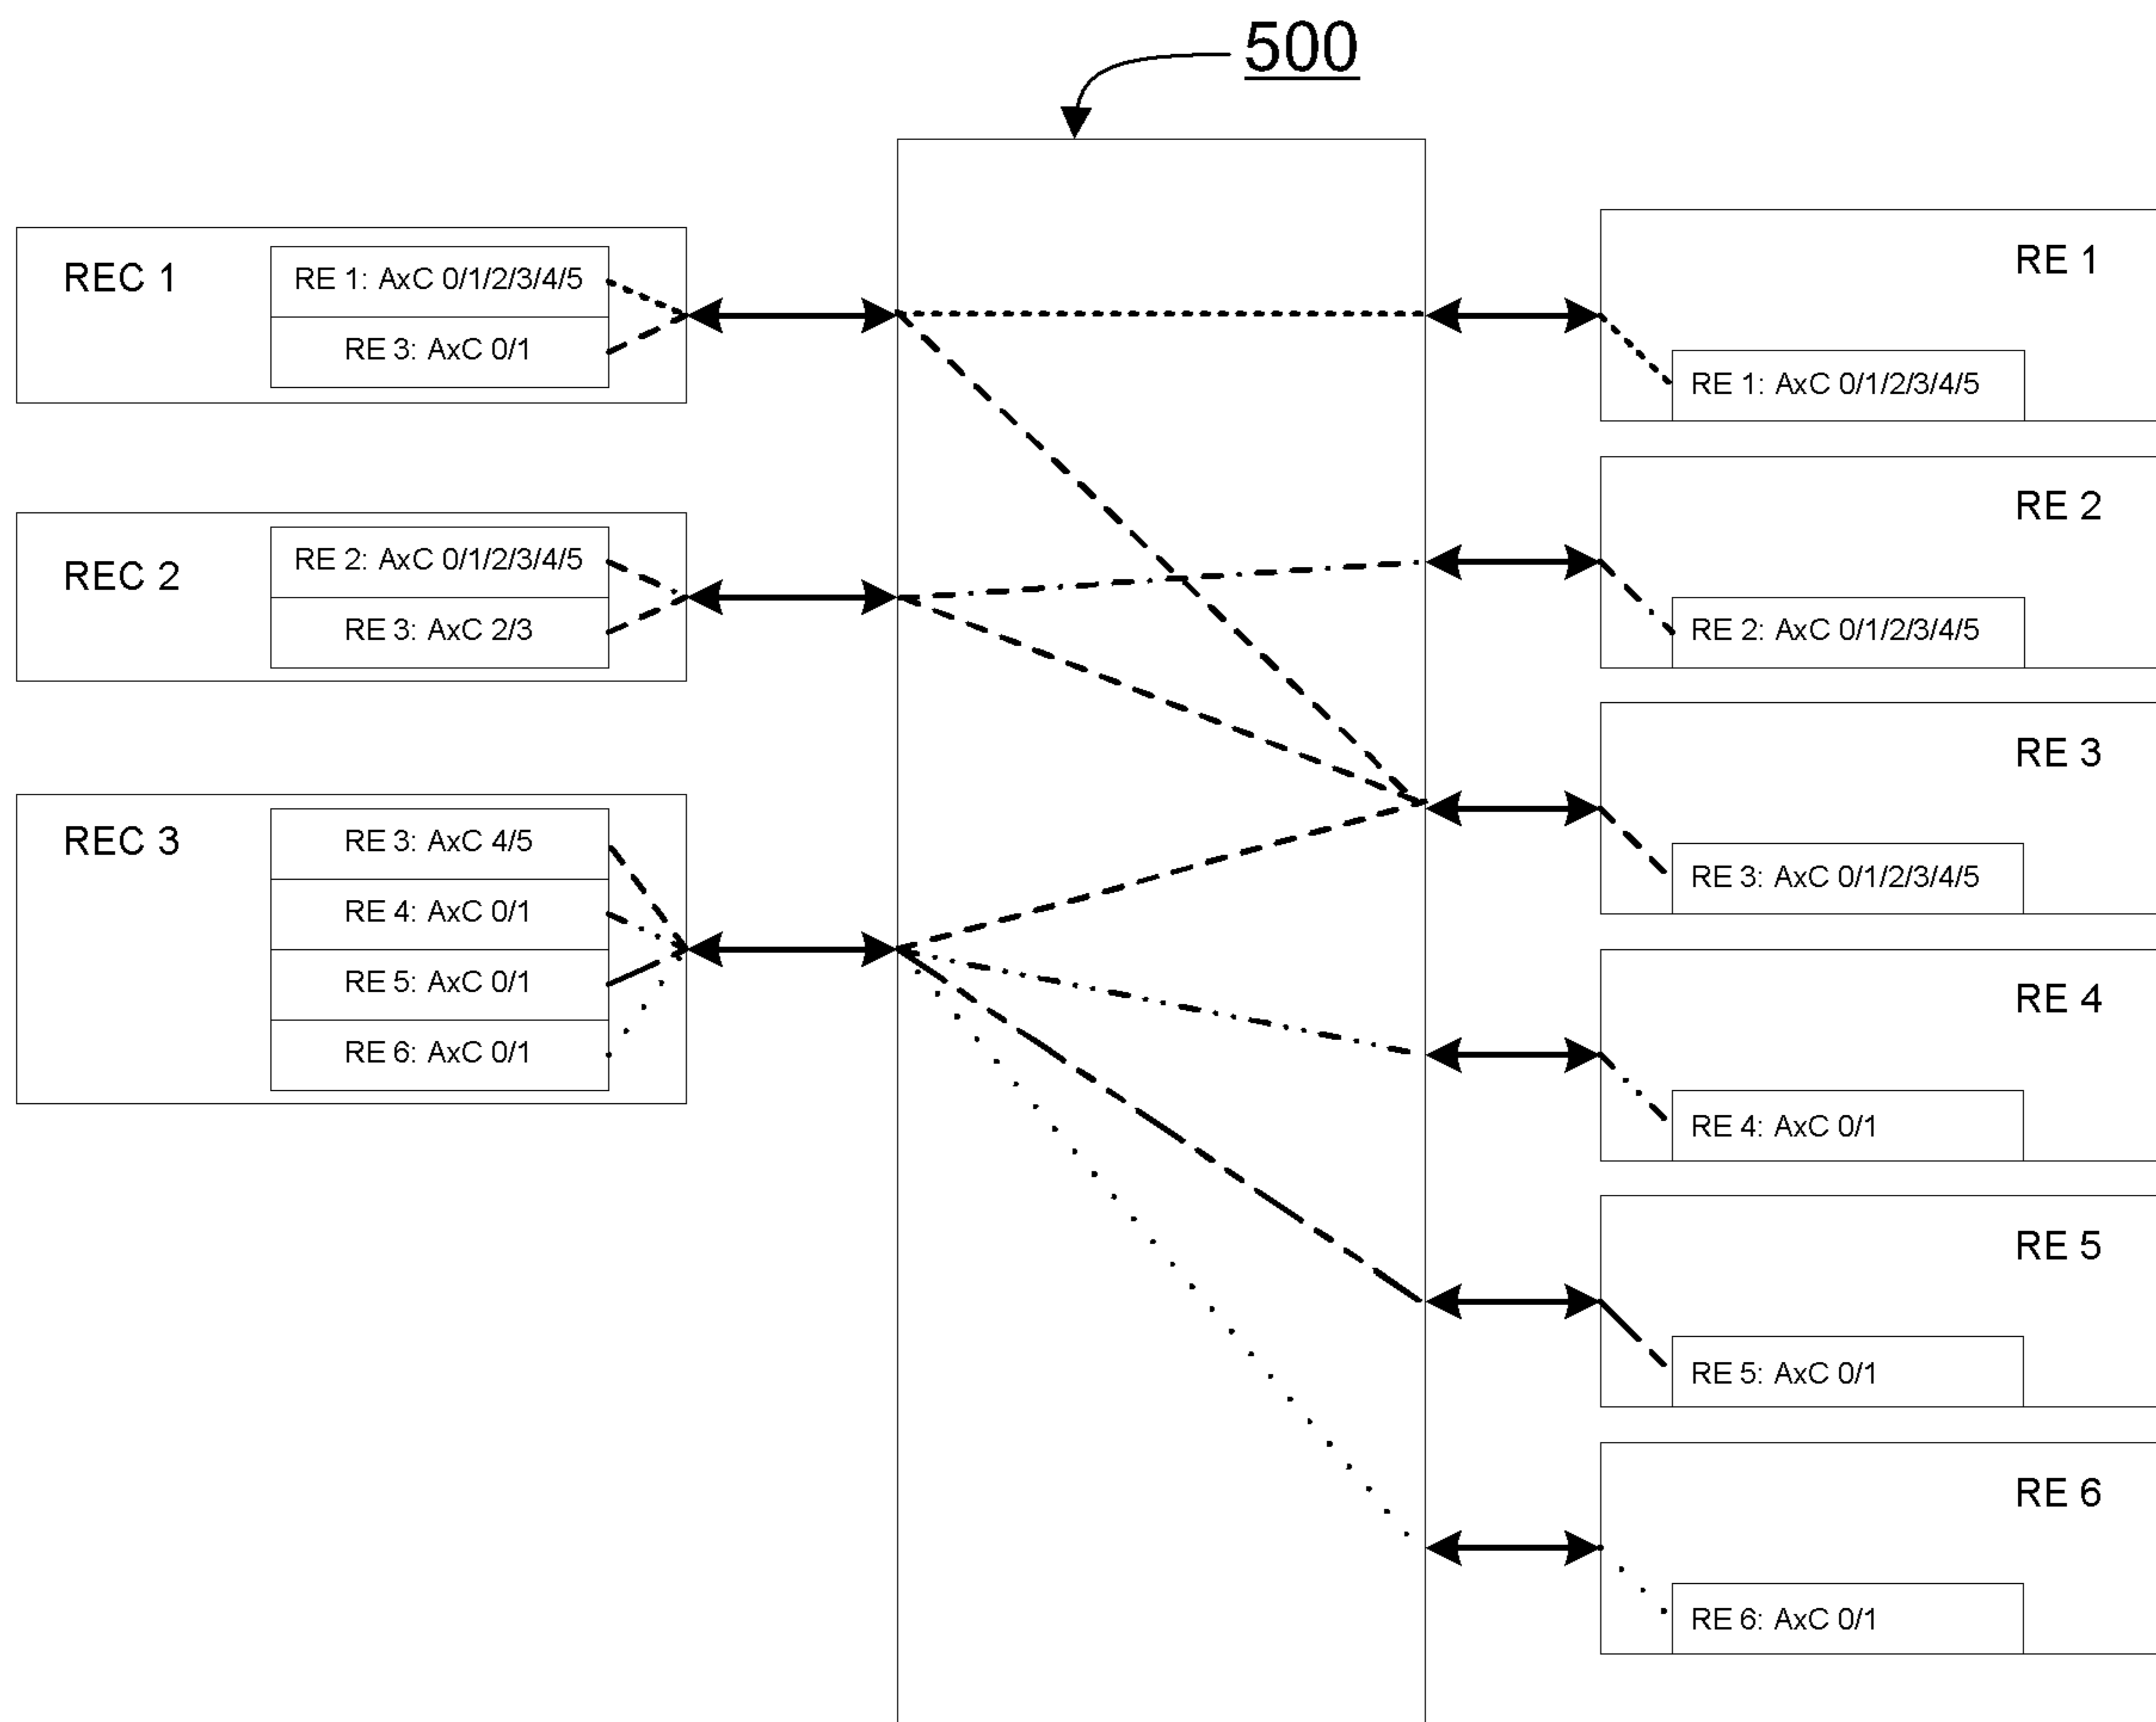 500
REC 1
RE 1: AxC 0/1/2/3/4/5
RE 3: AxC 0/1
REC 2
RE 2: AxC 0/1/2/3/4/5
RE 3: AxC 2/3
REC 3
RE 3: AxC 4/5
RE 4: AxC 0/1
RE 5: AxC 0/1
RE 6: AxC 0/1
RE 1
RE 1: AxC 0/1/2/3/4/5
RE 2
RE 2: AxC 0/1/2/3/4/5
RE 3
RE 3: AxC 0/1/2/3/4/5
RE 4
RE 4: AxC 0/1
RE 5
RE 5: AxC 0/1
RE 6
RE 6: AxC 0/1